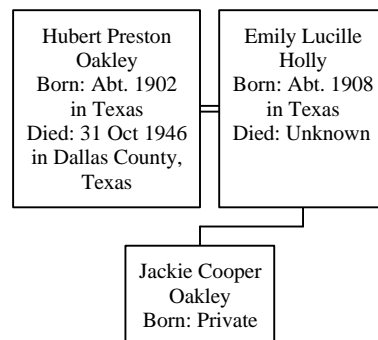 Hubert Preston
Oakley
Born: Abt. 1902
in Texas
Died: 31 Oct 1946
in Dallas County,
Texas
Emily Lucille
Holly
Born: Abt. 1908
in Texas
Died: Unknown
Jackie Cooper
Oakley
Born: Private